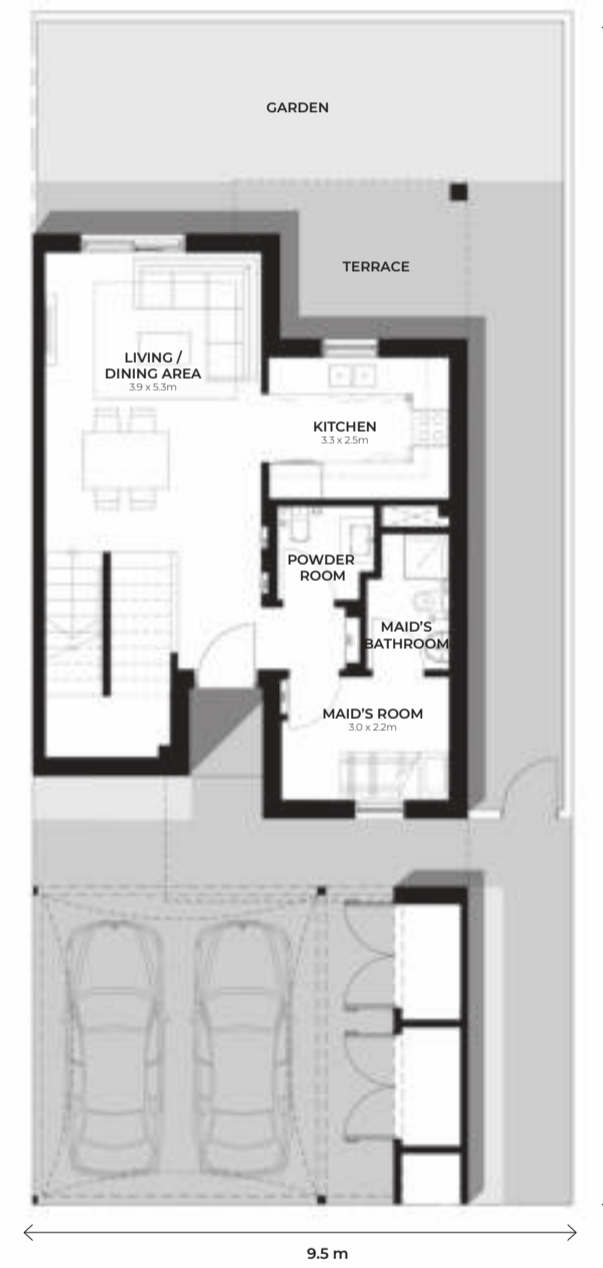 GARDEN
TERRACE
LIVING /
DINING AREA
3.9 x 5.3m
KITCHEN
3.3 x 2.5m
POWDER
ROOM
MAID'S
BATHROOM
MAID'S ROOM
3.0 x 2.2m
9.5 m